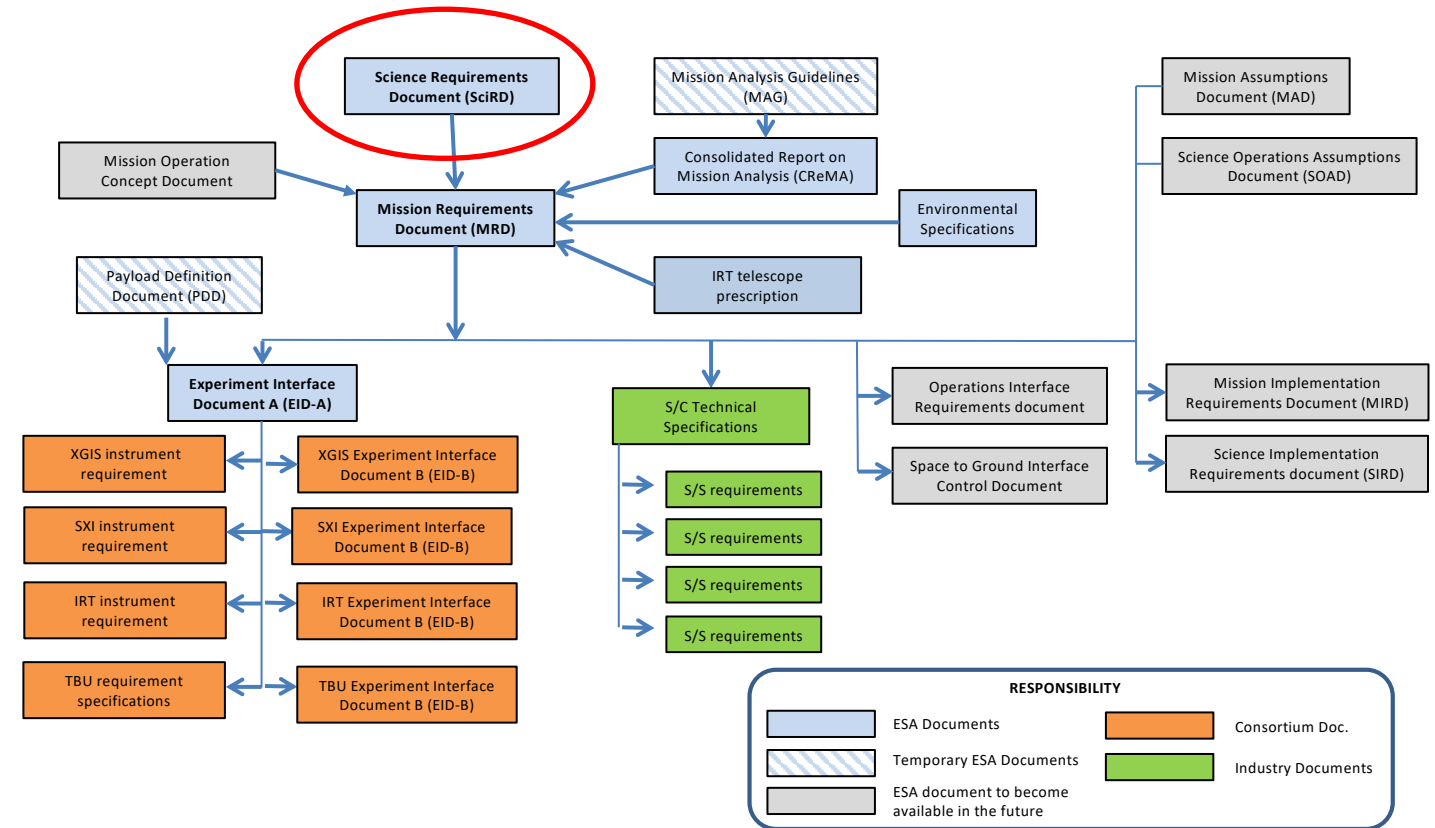 Science Requirements
Document (SciRD)
Mission Analysis Guidelines
(MAG)
Mission Assumptions
Document (MAD)
Mission Operation
Concept Document
Consolidated Report on
Mission Analysis (CReMA)
Science Operations Assumptions
Document (SOAD)
Mission Requirements
Document (MRD)
Environmental
Specifications
Payload Definition
Document (PDD)
IRT telescope
prescription
Experiment Interface
Document A (EID-A)
S/C Technical
Specifications
Operations Interface
Requirements document
Mission Implementation
Requirements Document (MIRD)
XGIS instrument
requirement
XGIS Experiment Interface
Document B (EID-B)
Space to Ground Interface
Control Document
Science Implementation
Requirements document (SIRD)
S/S requirements
SXI instrument
requirement
SXI Experiment Interface
Document B (EID-B)
S/S requirements
IRT instrument
requirement
IRT Experiment Interface
Document B (EID-B)
S/S requirements
S/S requirements
TBU requirement
specifications
TBU Experiment Interface
Document B (EID-B)
RESPONSIBILITY
ESA Documents
Consortium Doc.
Temporary ESA Documents
Industry Documents
ESA document to become
available in the future